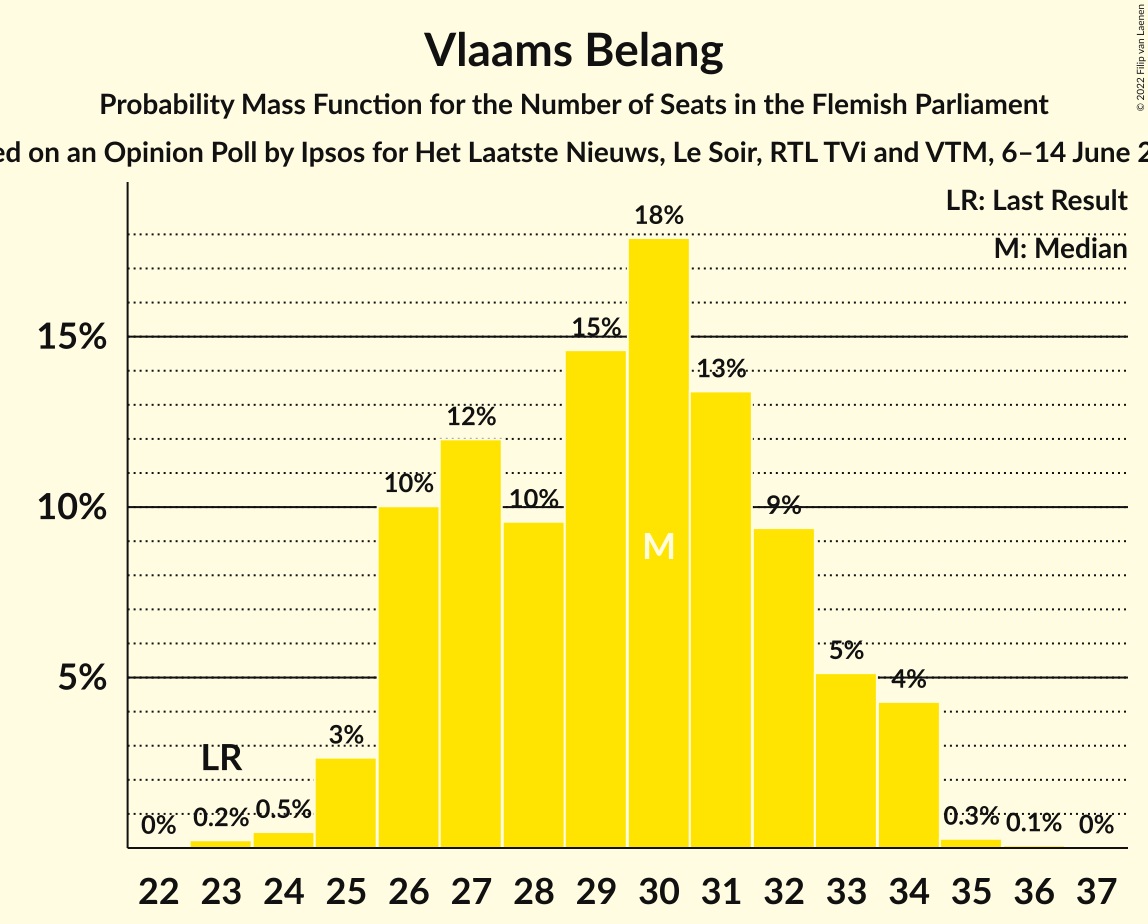 Vlaams Belang
Probability Mass Function for the Number of Seats in the Flemish Parliament
ed on an Opinion Poll by Ipsos for Het Laatste Nieuws, Le Soir, RTL TVi and VTM, 6–14 June 2
© 2022 Filip van Laenen
LR: Last Result
M: Median
18%
15%
15%
13%
12%
10%
10%
10%
9%
M
5%
5%
4%
3%
LR
0%
0.2%
0.5%
0.3%
0.1%
0%
22 23 24 25 26 27 28 29 30 31 32 33 34 35 36 37